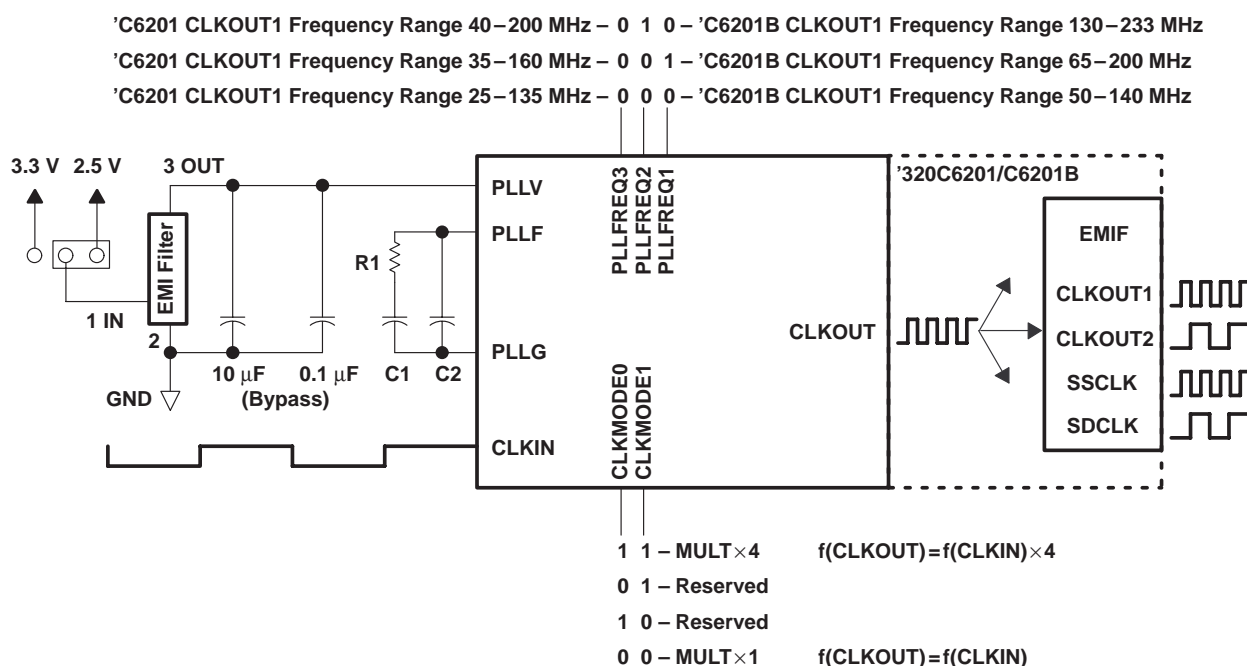 'C6201 CLKOUT1 Frequency Range 40–200 MHz – 0 1 0 – 'C6201B CLKOUT1 Frequency Range 130–233 MHz
'C6201 CLKOUT1 Frequency Range 35–160 MHz – 0 0 1 – 'C6201B CLKOUT1 Frequency Range 65–200 MHz
'C6201 CLKOUT1 Frequency Range 25–135 MHz – 0 0 0 – 'C6201B CLKOUT1 Frequency Range 50–140 MHz
3.3 V
2.5 V
3 OUT
EMI Filter
1 IN
2
GND
10 μF
0.1 μF
(Bypass)
R1
C1
C2
PLLV
PLLF
PLLG
CLKIN
PLLFREQ3
PLLFREQ2
PLLFREQ1
CLKMODE0
CLKMODE1
CLKOUT
'320C6201/C6201B
EMIF
CLKOUT1
CLKOUT2
SSCLK
SDCLK
1 1 – MULT×4 f(CLKOUT)=f(CLKIN)×4
0 1 – Reserved
1 0 – Reserved
0 0 – MULT×1 f(CLKOUT)=f(CLKIN)